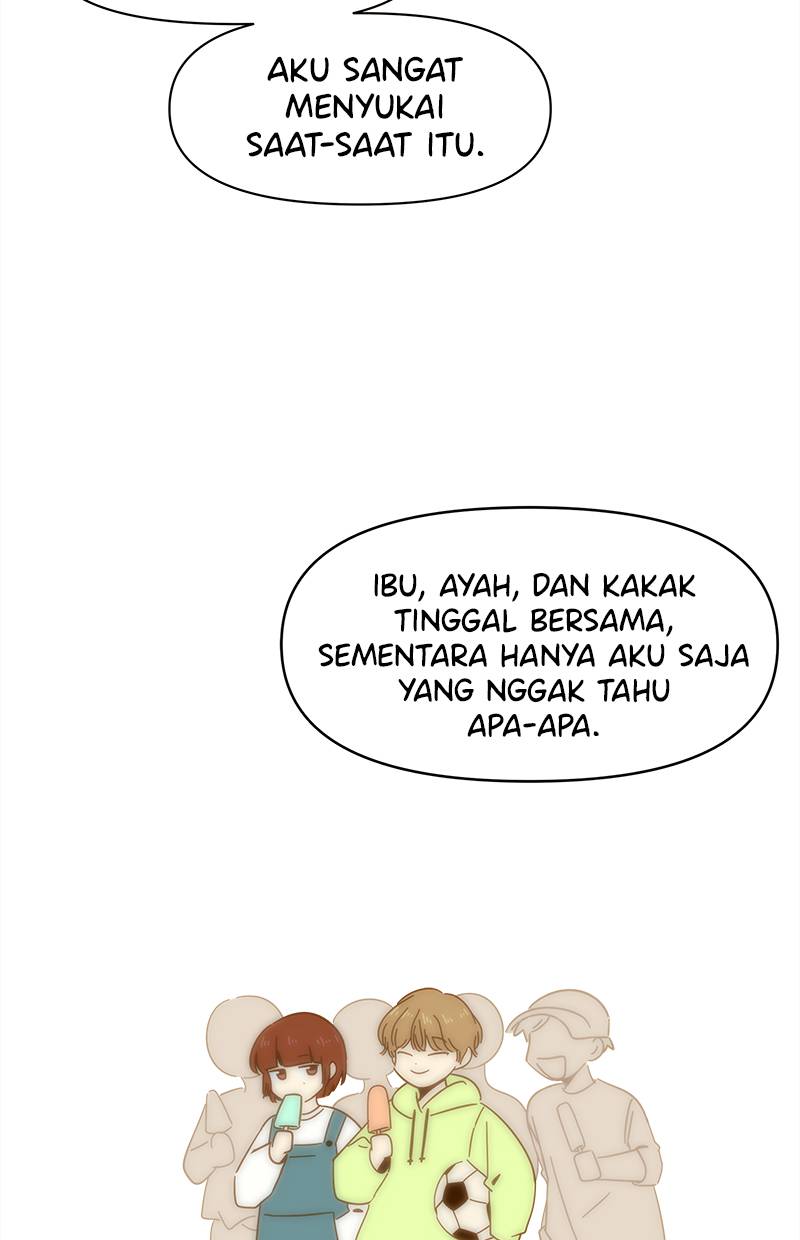 AKU SANGAT
MENYUKAI
SAAT-SAAT ITU.
IBU, AYAH, DAN KAKAK
TINGGAL BERSAMA,
SEMENTARA HANYA AKU SAJA
YANG NGGAK TAHU
APA-APA.